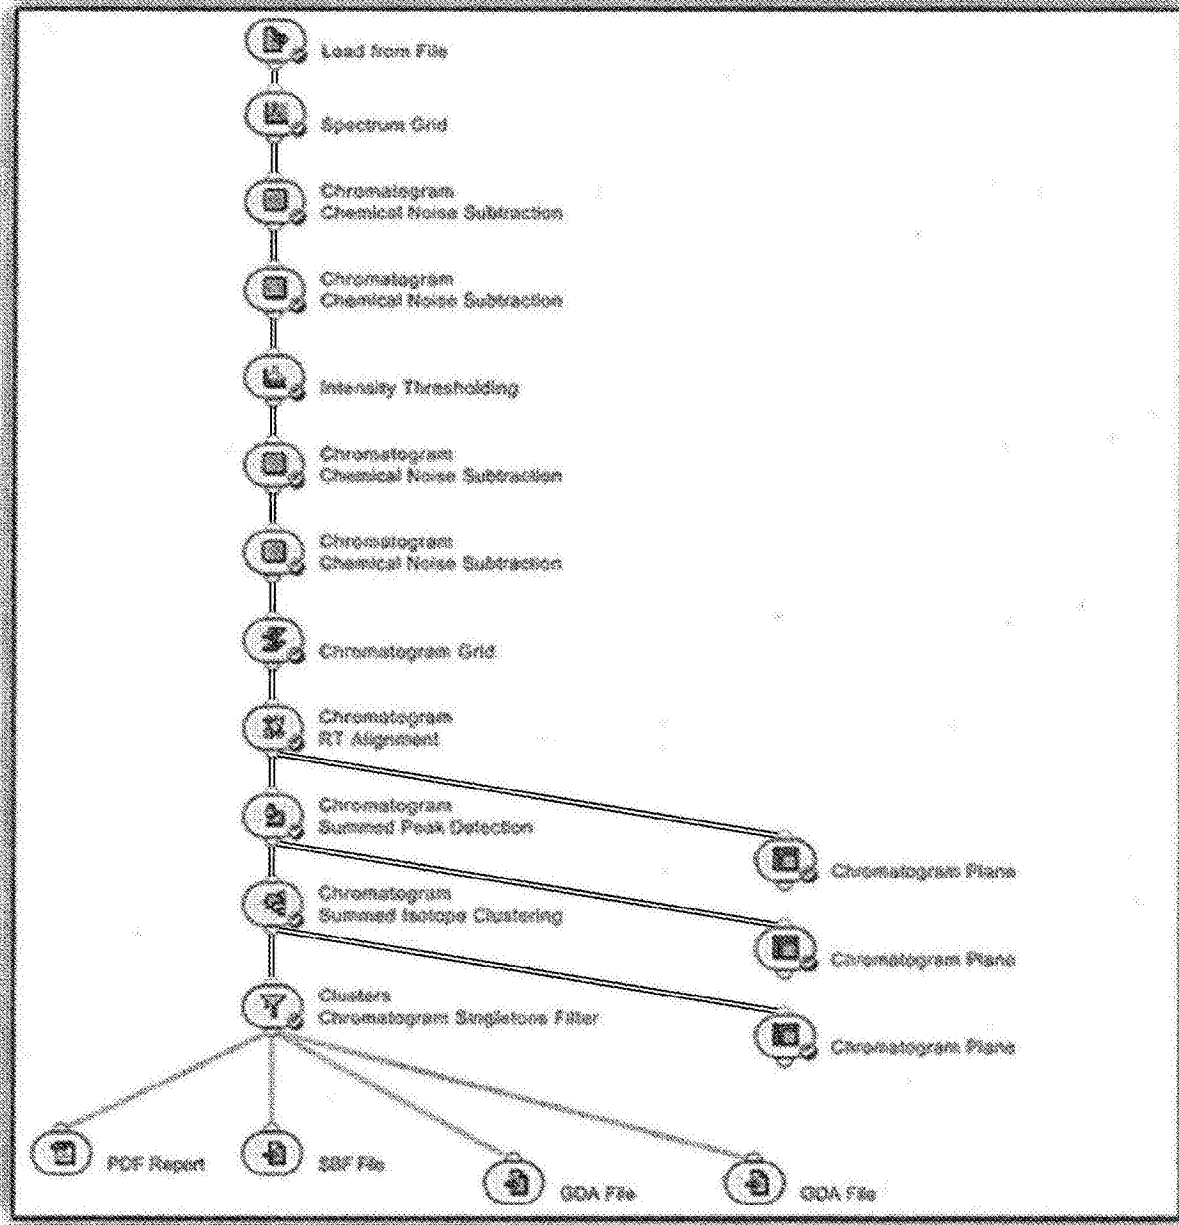 Load from File
Spectrum Grid
Chromatogram
Chemical Noise Subtraction
Chromatogram
Chemical Noise Subtraction
Intensity Thresholding
Chromatogram
Chemical Noise Subtraction
Chromatogram
Chemical Noise Subtraction
Chromatogram Grid
Chromatogram
RT Alignment
Chromatogram
Summed Peak Detection
Chromatogram Plane
Chromatogram
Summed Isotope Clustering
Chromatogram Plane
Clusters
Chromatogram Singletons Filter
Chromatogram Plane
PDF Report
SBF File
GDA File
GDA File